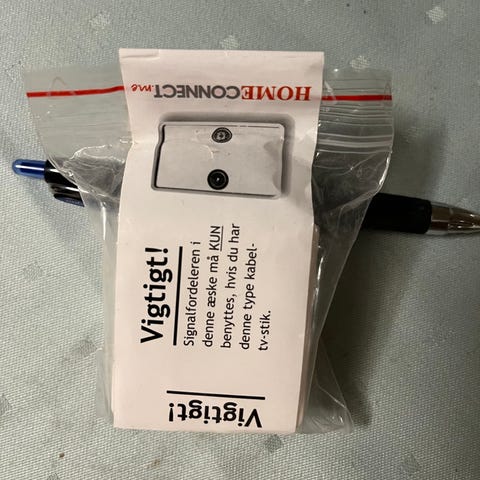 HOMECONNECT.me
Vigtigt!
Signalfordeleren i
denne æske må KUN
benyttes, hvis du har
denne type kabel-
tv-stik.
Vigtigt!